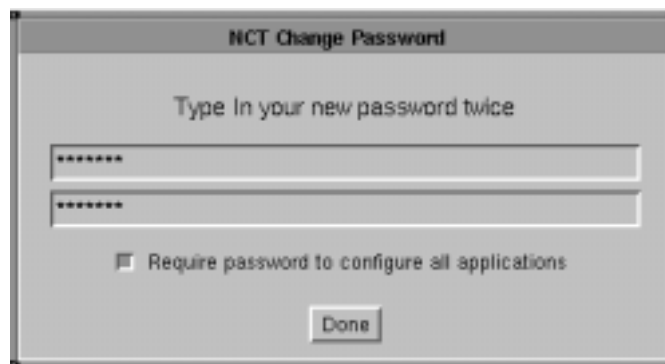 NCT Change Password
Type In your new password twice
*******
*******
Require password to configure all applications
Done